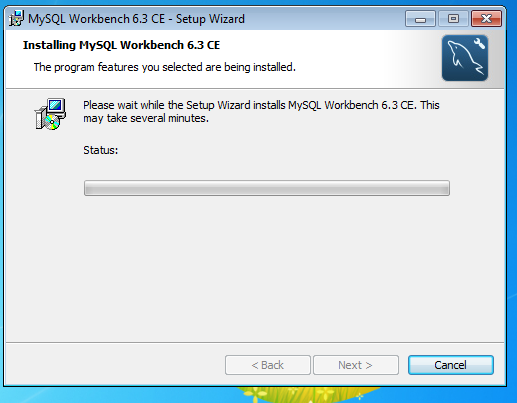 MySQL Workbench 6.3 CE - Setup Wizard
Installing MySQL Workbench 6.3 CE
The program features you selected are being installed.
Please wait while the Setup Wizard installs MySQL Workbench 6.3 CE. This
may take several minutes.
Status:
< Back
Next >
Cancel